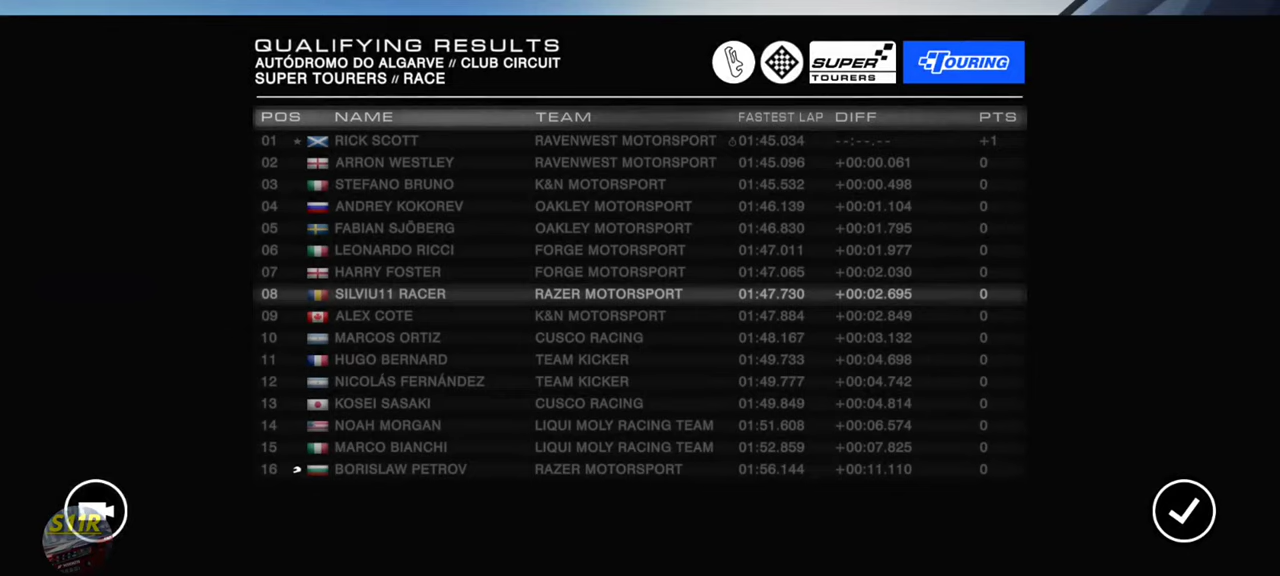 QUALIFYING RESULTS
AUTÓDROMO DO ALGARVE // CLUB CIRCUIT
SUPER TOURERS // RACE
SUPER TOURERS
TOURING
POS NAME TEAM FASTEST LAP DIFF PTS
01 RICK SCOTT RAVENWEST MOTORSPORT 01:45.034 --:--.-- +1
02 ARRON WESTLEY RAVENWEST MOTORSPORT 01:45.096 +00:00.061 0
03 STEFANO BRUNO K&N MOTORSPORT 01:45.532 +00:00.498 0
04 ANDREY KOKOREV OAKLEY MOTORSPORT 01:46.139 +00:01.104 0
05 FABIAN SJÖBERG OAKLEY MOTORSPORT 01:46.830 +00:01.795 0
06 LEONARDO RICCI FORGE MOTORSPORT 01:47.011 +00:01.977 0
07 HARRY FOSTER FORGE MOTORSPORT 01:47.065 +00:02.030 0
08 SILVIU11 RACER RAZER MOTORSPORT 01:47.730 +00:02.695 0
09 ALEX COTE K&N MOTORSPORT 01:47.884 +00:02.849 0
10 MARCOS ORTIZ CUSCO RACING 01:48.167 +00:03.132 0
11 HUGO BERNARD TEAM KICKER 01:49.733 +00:04.698 0
12 NICOLÁS FERNÁNDEZ TEAM KICKER 01:49.777 +00:04.742 0
13 KOSEI SASAKI CUSCO RACING 01:49.849 +00:04.814 0
14 NOAH MORGAN LIQUI MOLY RACING TEAM 01:51.608 +00:06.574 0
15 MARCO BIANCHI LIQUI MOLY RACING TEAM 01:52.859 +00:07.825 0
16 BORISLAW PETROV RAZER MOTORSPORT 01:56.144 +00:11.110 0
S11R